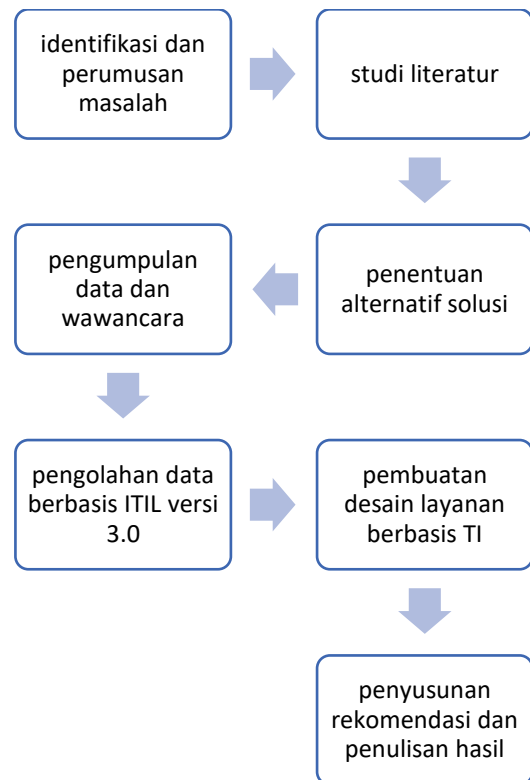 identifikasi dan
perumusan
masalah
studi literatur
penentuan
alternatif solusi
pengumpulan
data dan
wawancara
pengolahan data
berbasis ITIL versi
3.0
pembuatan
desain layanan
berbasis TI
penyusunan
rekomendasi dan
penulisan hasil